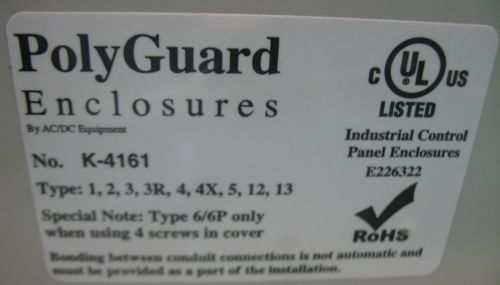 PolyGuard
Enclosures
By AC/DC Equipment
No. K-4161
Type: 1, 2, 3, 3R, 4, 4X, 5, 12, 13
Special Note: Type 6/6P only
when using 4 screws in cover
C UL US
LISTED
Industrial Control
Panel Enclosures
E226322
RoHS
Bonding between conduit connections is not automatic and
must be provided as a part of the installation.